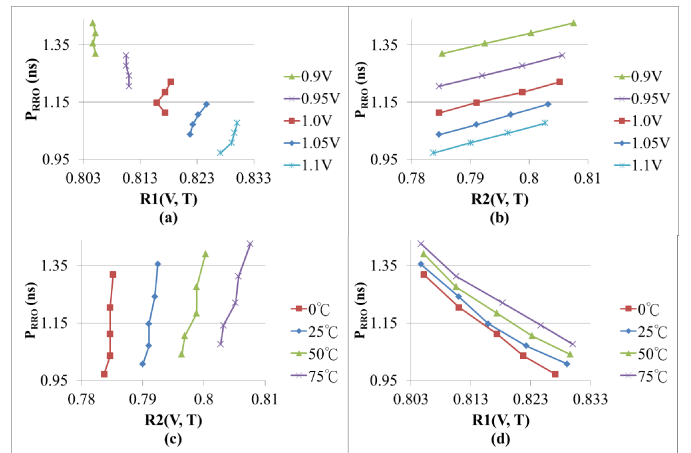 P_RRO (ns)
1.35
1.15
0.95
0.803
0.813
0.823
0.833
R1(V, T)
(a)
0.9V
0.95V
1.0V
1.05V
1.1V
P_RRO (ns)
1.35
1.15
0.95
0.78
0.79
0.8
0.81
R2(V, T)
(b)
0.9V
0.95V
1.0V
1.05V
1.1V
P_RRO (ns)
1.35
1.15
0.95
0.78
0.79
0.8
0.81
R2(V, T)
(c)
0℃
25℃
50℃
75℃
P_RRO (ns)
1.35
1.15
0.95
0.803
0.813
0.823
0.833
R1(V, T)
(d)
0℃
25℃
50℃
75℃